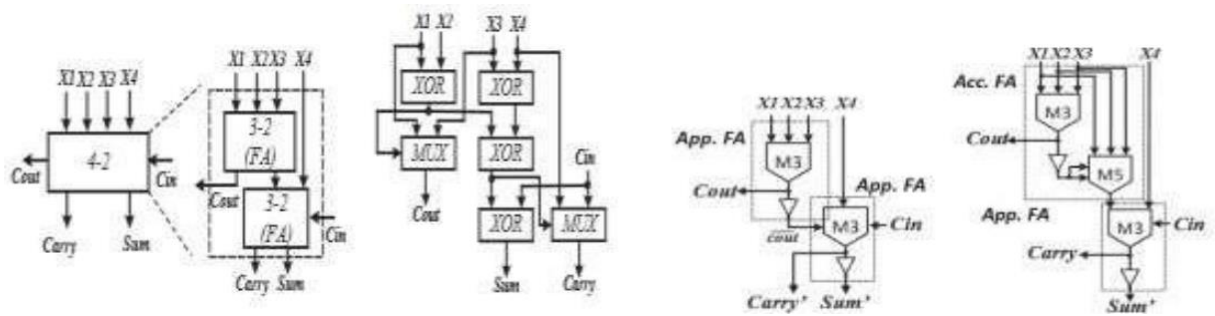 X1 X2 X3 X4
4-2
Cout
Cin
Carry
Sum
X1 X2X3 X4
3-2
(FA)
Cout
3-2
(FA)
Cin
Carry Sum
X1 X2 X3 X4
XOR XOR
MUX XOR
Cin
Cout
XOR MUX
Sum Carry
X1 X2 X3 X4
App. FA
M3
Cout
App. FA
cout
M3
Cin
Carry' Sum'
X1 X2 X3 X4
Acc. FA
M3
Cout
M5
App. FA
M3
Cin
Carry
Sum'